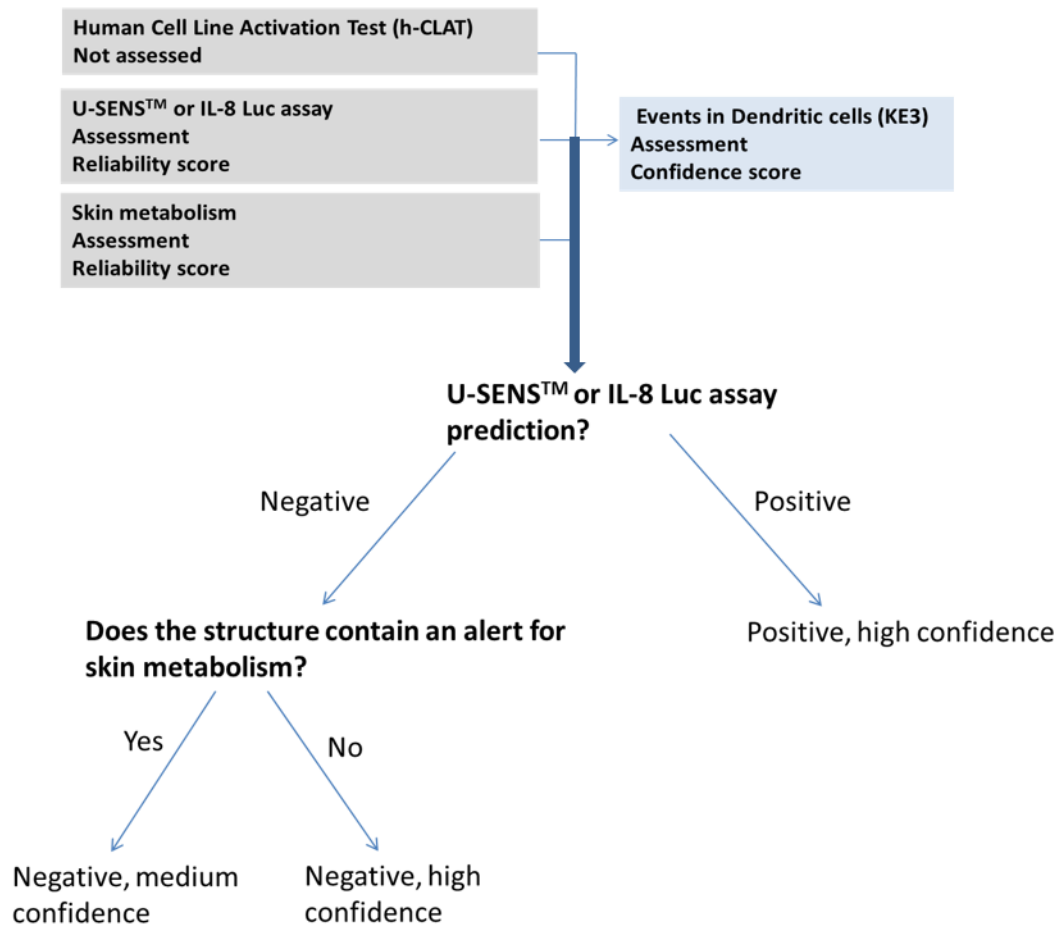 Human Cell Line Activation Test (h-CLAT)
Not assessed
U-SENS™ or IL-8 Luc assay
Assessment
Reliability score
Events in Dendritic cells (KE3)
Assessment
Confidence score
Skin metabolism
Assessment
Reliability score
U-SENS™ or IL-8 Luc assay
prediction?
Negative
Positive
Does the structure contain an alert for
skin metabolism?
Positive, high confidence
Yes
No
Negative, medium
confidence
Negative, high
confidence